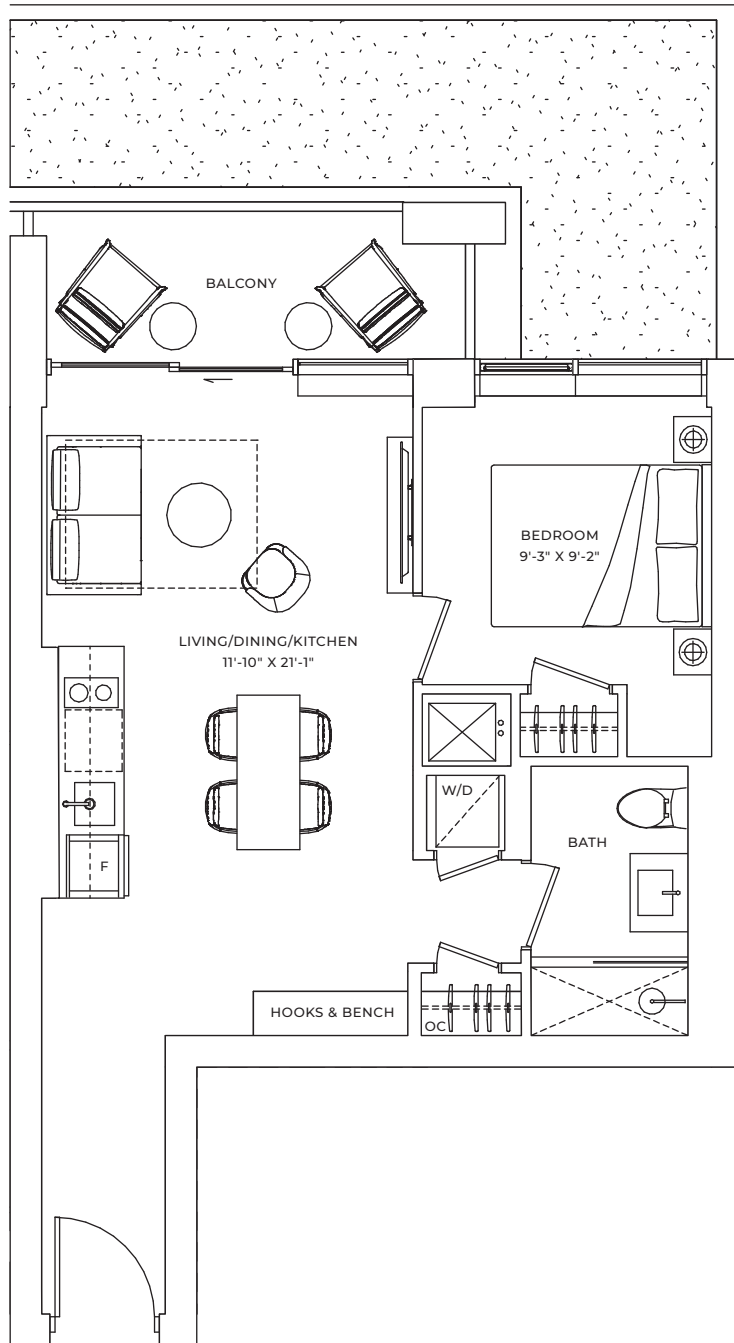 BALCONY
BEDROOM
9'-3" X 9'-2"
LIVING/DINING/KITCHEN
11'-10" X 21'-1"
W/D
BATH
F
HOOKS & BENCH
OC